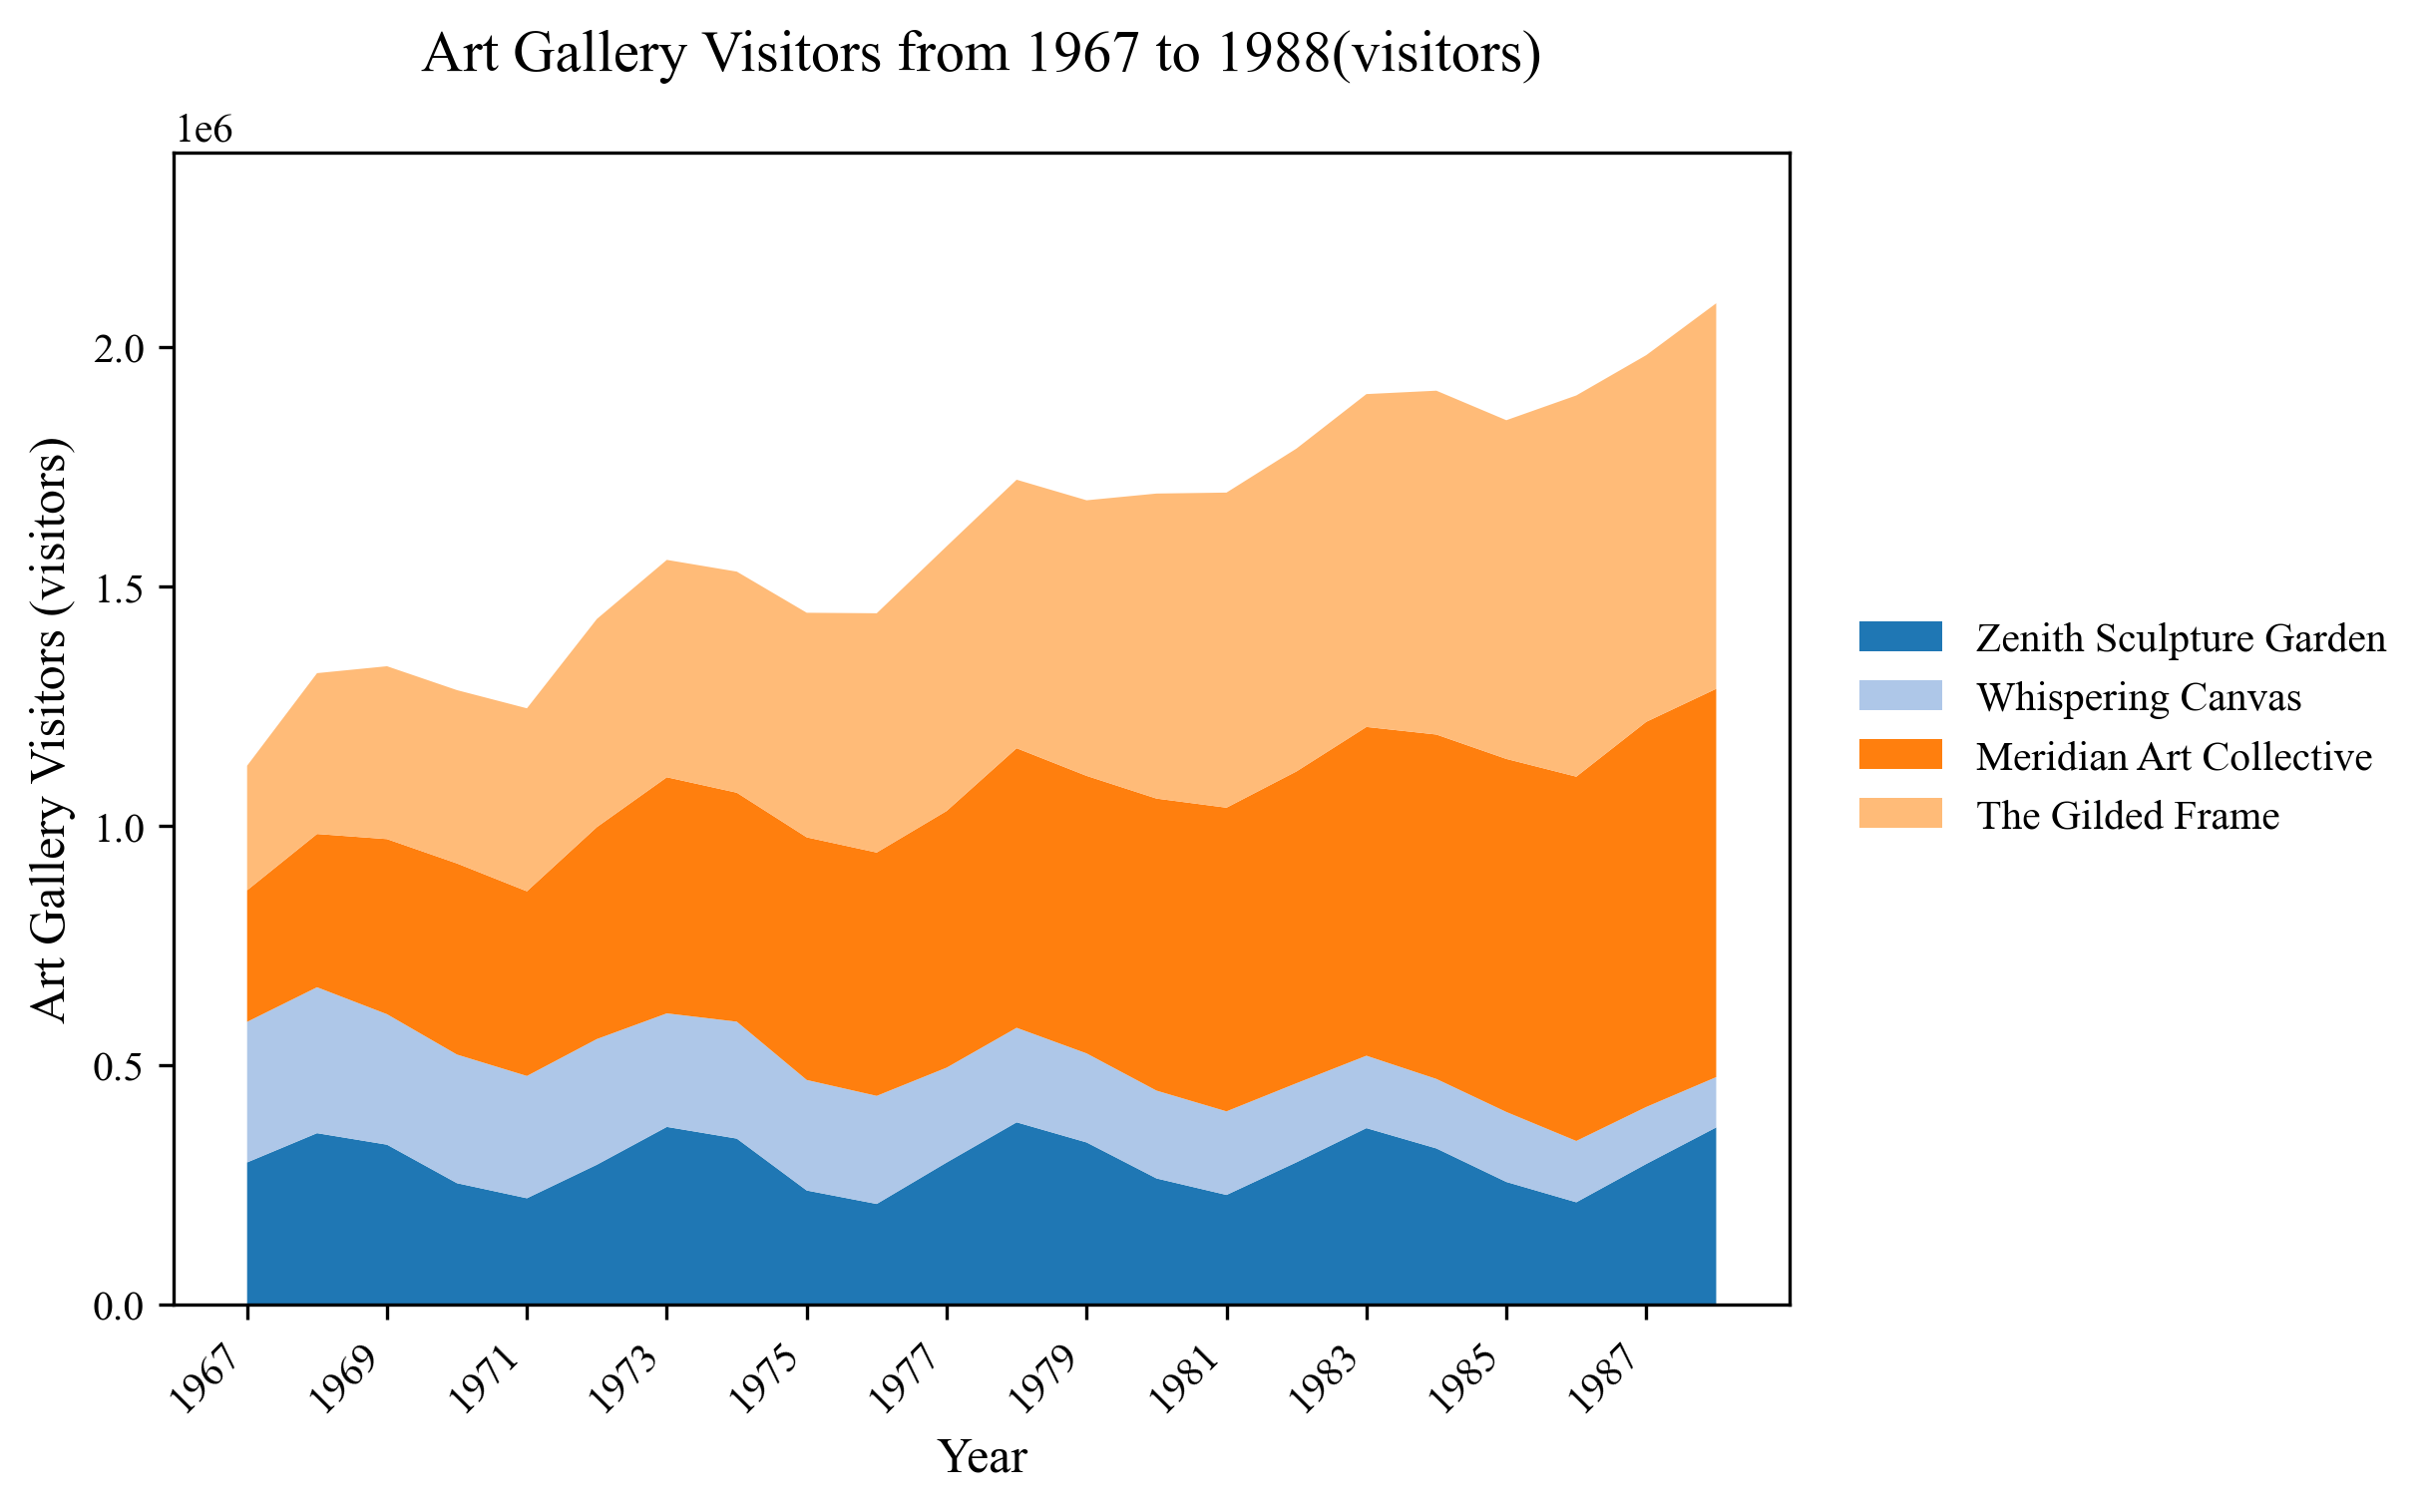 Art Gallery Visitors from 1967 to 1988(visitors)
1e6
Art Gallery Visitors (visitors)
2.0
1.5
1.0
0.5
0.0
1967 1969 1971 1973 1975 1977 1979 1981 1983 1985 1987
Year
Zenith Sculpture Garden
Whispering Canvas
Meridian Art Collective
The Gilded Frame